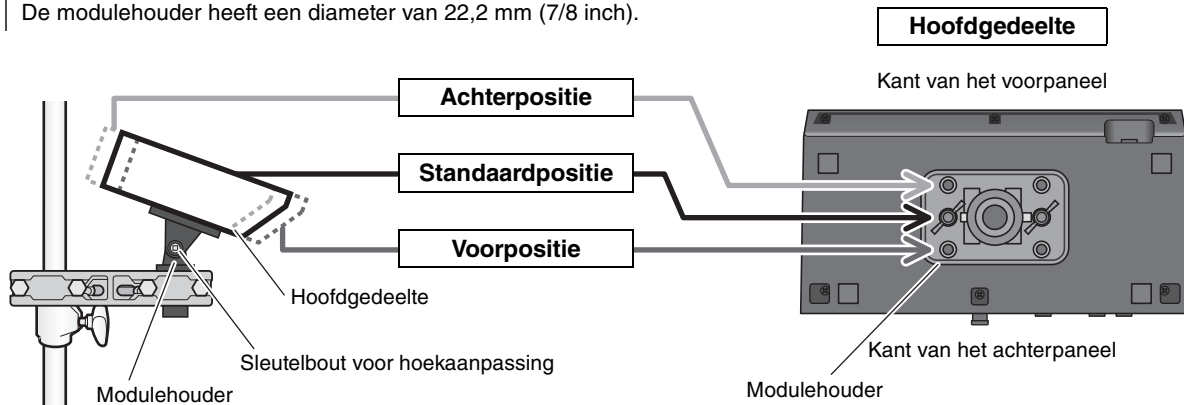 De modulehouder heeft een diameter van 22,2 mm (7/8 inch).
Hoofdgedeelte
Kant van het voorpaneel
Achterpositie
Standaardpositie
Voorpositie
Hoofdgedeelte
Sleutelbout voor hoekaanpassing
Modulehouder
Kant van het achterpaneel
Modulehouder